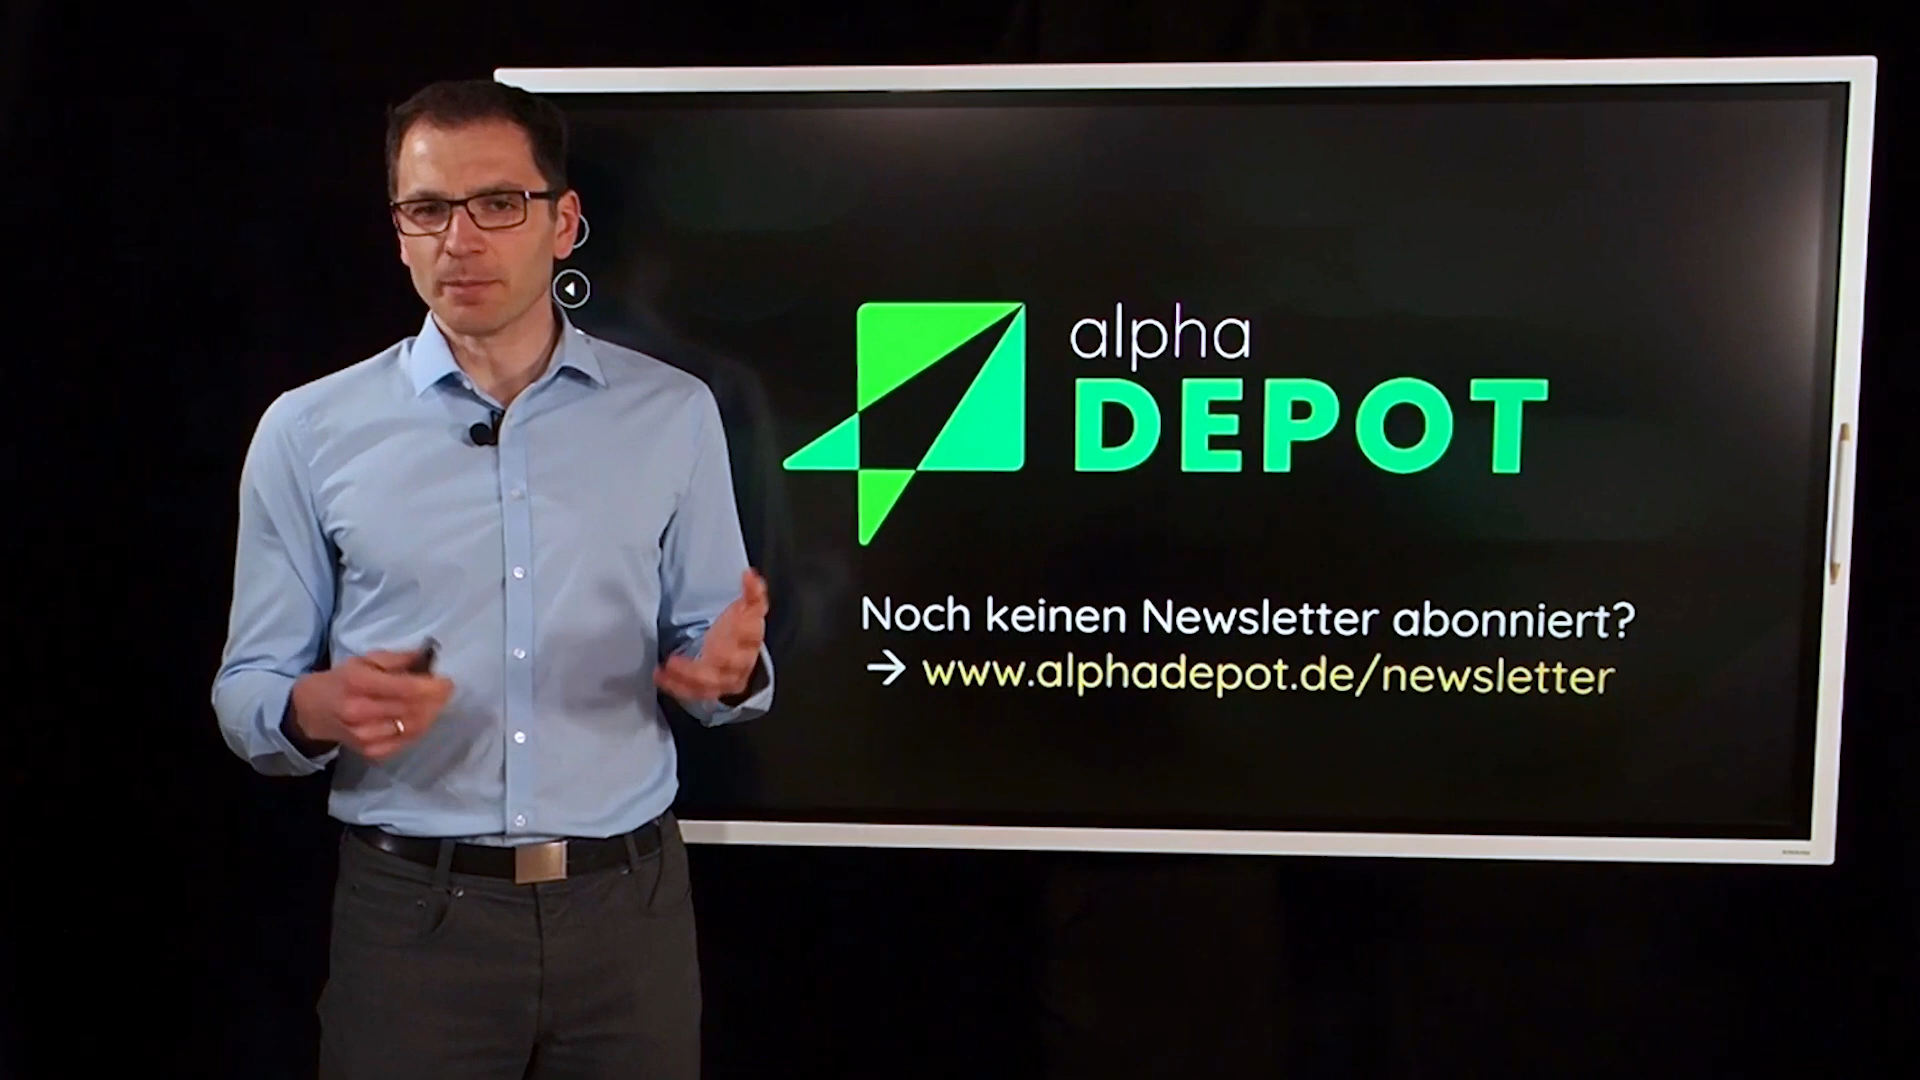 alpha
DEPOT
Noch keinen Newsletter abonniert?
→ www.alphadepot.de/newsletter